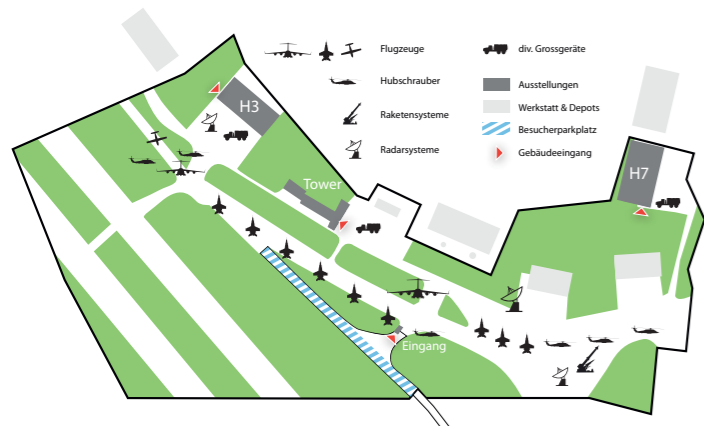 Flugzeuge
Hubschrauber
Raketensysteme
Radarsysteme
div. Grossgeräte
Ausstellungen
Werkstatt & Depots
Besucherparkplatz
Gebäudeeingang
H3
Tower
H7
Eingang